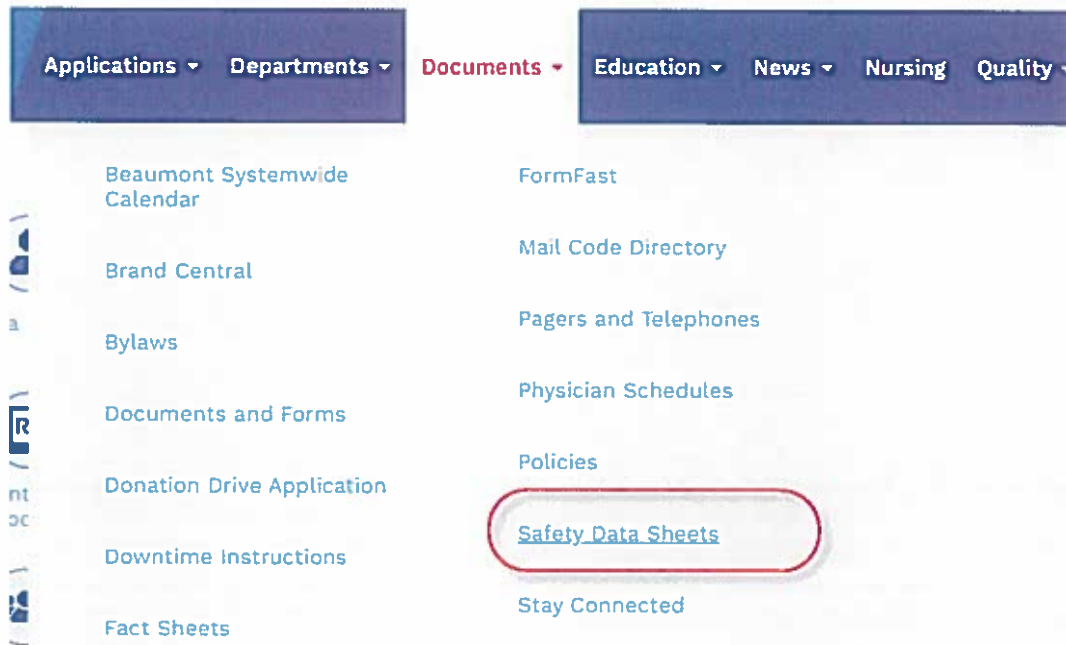 Applications Departments Documents Education News Nursing Quality
Beaumont Systemwide
Calendar
Brand Central
Bylaws
Documents and Forms
Donation Drive Application
Downtime Instructions
Fact Sheets
FormFast
Mail Code Directory
Pagers and Telephones
Physician Schedules
Policies
Safety Data Sheets
Stay Connected
a
R
nt